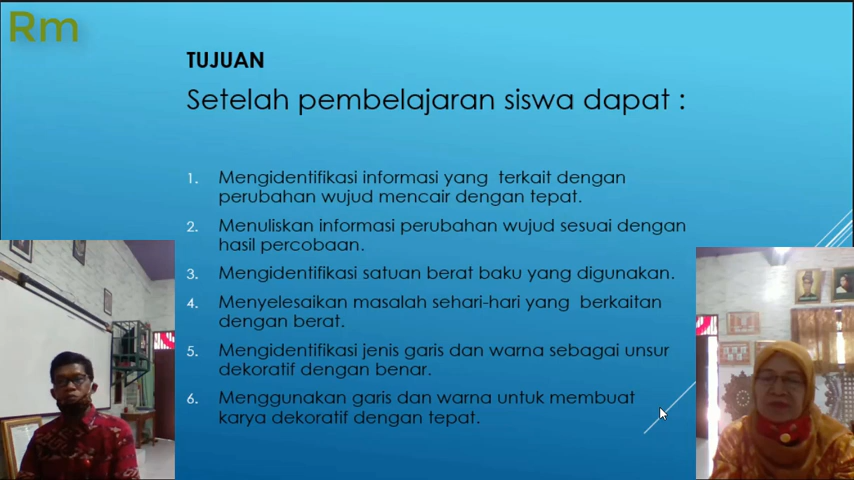 Rm
TUJUAN
Setelah pembelajaran siswa dapat :
1. Mengidentifikasi informasi yang terkait dengan
perubahan wujud mencair dengan tepat.
2. Menuliskan informasi perubahan wujud sesuai dengan
hasil percobaan.
3. Mengidentifikasi satuan berat baku yang digunakan.
4. Menyelesaikan masalah sehari-hari yang berkaitan
dengan berat.
5. Mengidentifikasi jenis garis dan warna sebagai unsur
dekoratif dengan benar.
6. Menggunakan garis dan warna untuk membuat
karya dekoratif dengan tepat.